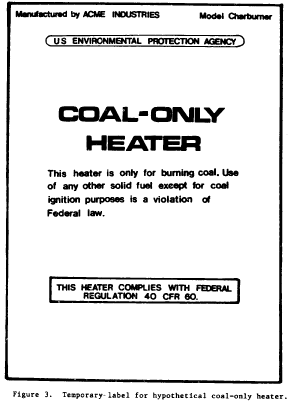 Manufactured by ACME INDUSTRIES Model Charburner
U S ENVIRONMENTAL PROTECTION AGENCY
COAL-ONLY
HEATER
This heater is only for burning coal. Use
of any other solid fuel except for coal
ignition purposes is a violation of
Federal law.
THIS HEATER COMPLIES WITH FEDERAL
REGULATION 40 CFR 60.
Figure 3. Temporary label for hypothetical coal-only heater.